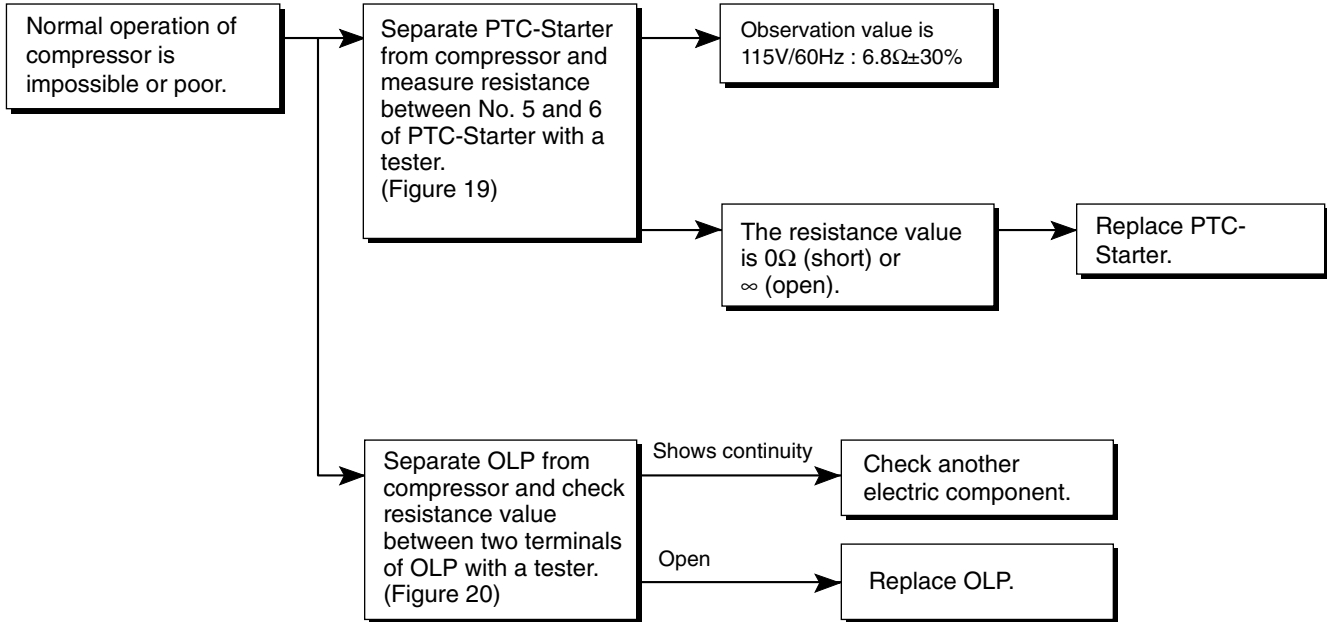 Normal operation of
compressor is
impossible or poor.
Separate PTC-Starter
from compressor and
measure resistance
between No. 5 and 6
of PTC-Starter with a
tester.
(Figure 19)
Observation value is
115V/60Hz : 6.8Ω±30%
The resistance value
is 0Ω (short) or
∞ (open).
Replace PTC-
Starter.
Separate OLP from
compressor and check
resistance value
between two terminals
of OLP with a tester.
(Figure 20)
Shows continuity
Check another
electric component.
Open
Replace OLP.